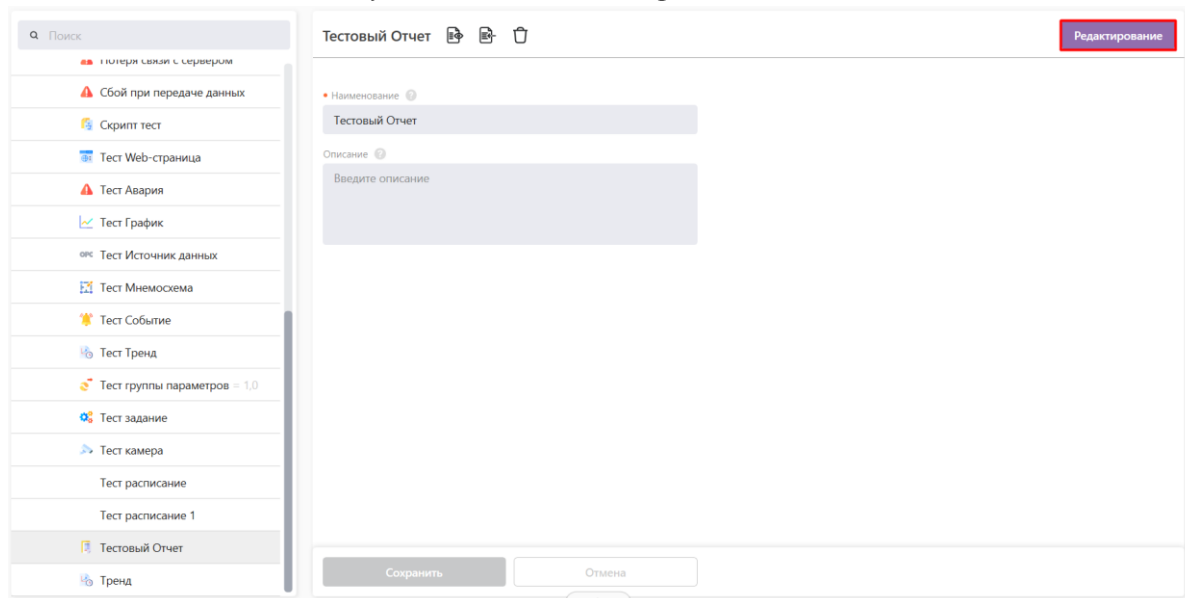 Поиск
Потеря связи с сервером
Сбой при передаче данных
Скрипт тест
Тест Web-страница
Тест Авария
Тест График
OPC Тест Источник данных
Тест Мнемосхема
Тест Событие
Тест Тренд
Тест группы параметров = 1,0
Тест задание
Тест камера
Тест расписание
Тест расписание 1
Тестовый Отчет
Тренд
Тестовый Отчет
Редактирование
* Наименование ?
Тестовый Отчет
Описание ?
Введите описание
Сохранить
Отмена